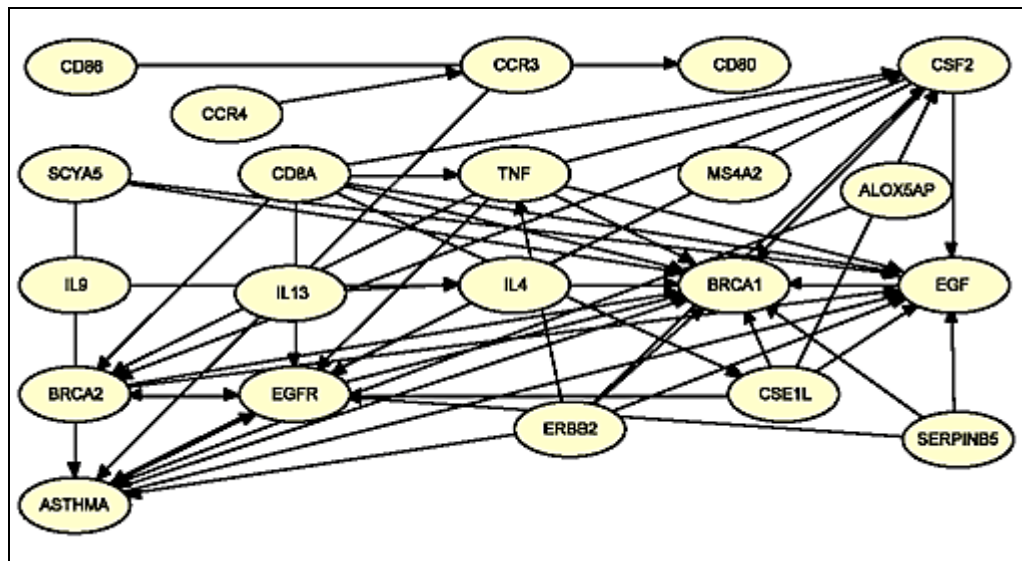 CD86
CCR3
CD80
CSF2
CCR4
SCYA5
CD8A
TNF
MS4A2
ALOX5AP
IL9
IL13
IL4
BRCA1
EGF
BRCA2
EGFR
CSE1L
ERBB2
SERPINB5
ASTHMA